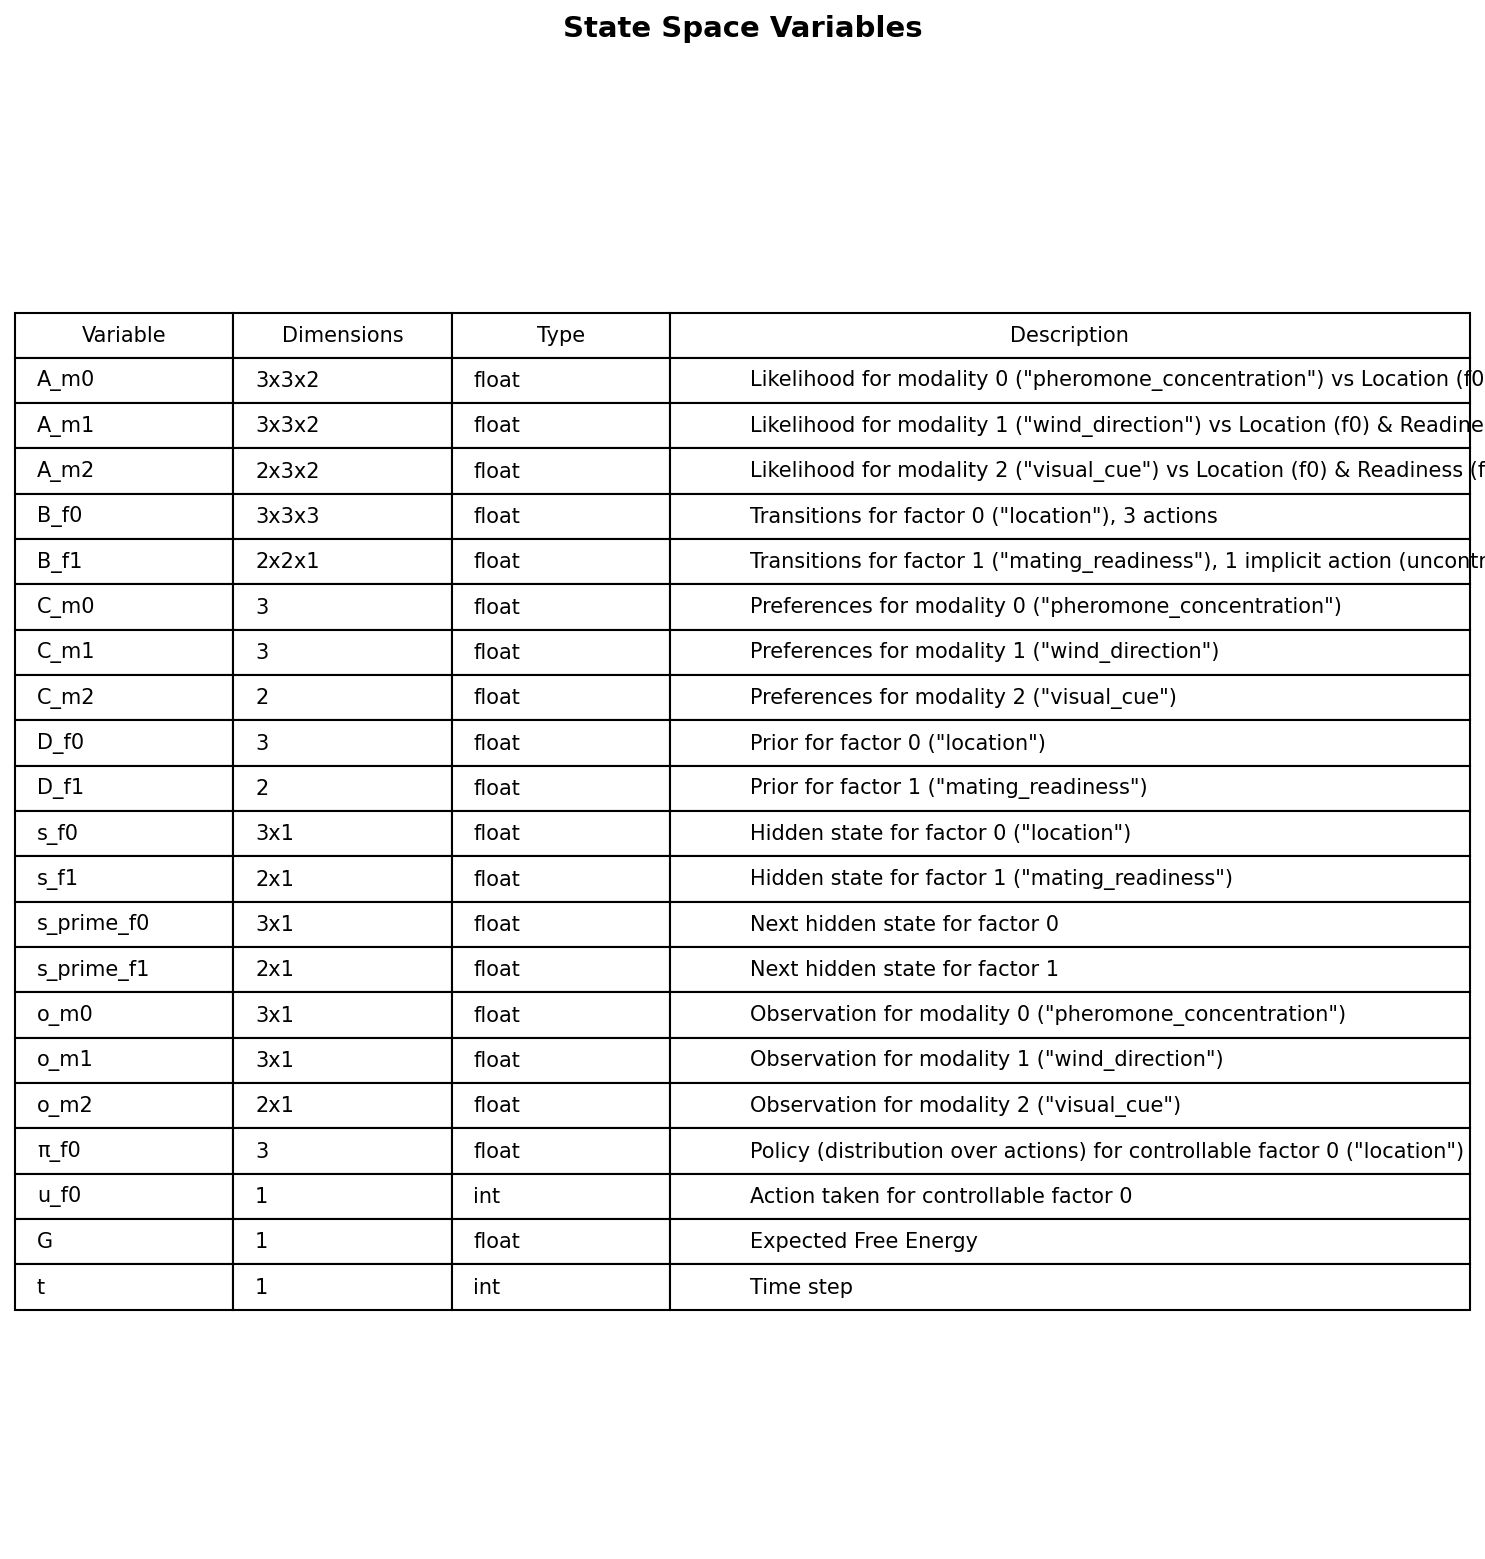 State Space Variables
Variable Dimensions Type Description
A_m0 3x3x2 float Likelihood for modality 0 ("pheromone_concentration") vs Location (f0
A_m1 3x3x2 float Likelihood for modality 1 ("wind_direction") vs Location (f0) & Readine
A_m2 2x3x2 float Likelihood for modality 2 ("visual_cue") vs Location (f0) & Readiness (f
B_f0 3x3x3 float Transitions for factor 0 ("location"), 3 actions
B_f1 2x2x1 float Transitions for factor 1 ("mating_readiness"), 1 implicit action (uncontr
C_m0 3 float Preferences for modality 0 ("pheromone_concentration")
C_m1 3 float Preferences for modality 1 ("wind_direction")
C_m2 2 float Preferences for modality 2 ("visual_cue")
D_f0 3 float Prior for factor 0 ("location")
D_f1 2 float Prior for factor 1 ("mating_readiness")
s_f0 3x1 float Hidden state for factor 0 ("location")
s_f1 2x1 float Hidden state for factor 1 ("mating_readiness")
s_prime_f0 3x1 float Next hidden state for factor 0
s_prime_f1 2x1 float Next hidden state for factor 1
o_m0 3x1 float Observation for modality 0 ("pheromone_concentration")
o_m1 3x1 float Observation for modality 1 ("wind_direction")
o_m2 2x1 float Observation for modality 2 ("visual_cue")
π_f0 3 float Policy (distribution over actions) for controllable factor 0 ("location")
u_f0 1 int Action taken for controllable factor 0
G 1 float Expected Free Energy
t 1 int Time step